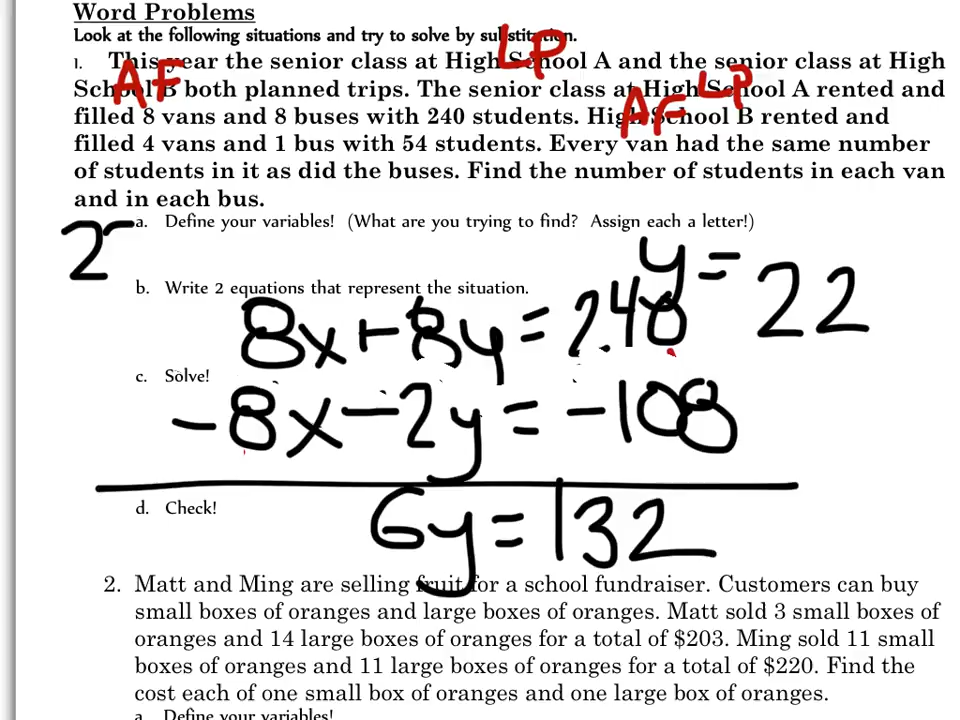 Word Problems
Look at the following situations and try to solve by substitution.
LP
1. This year the senior class at High School A and the senior class at High
AF LP
School B both planned trips. The senior class at High School A rented and
AF
filled 8 vans and 8 buses with 240 students. High School B rented and
filled 4 vans and 1 bus with 54 students. Every van had the same number
of students in it as did the buses. Find the number of students in each van
and in each bus.
a. Define your variables! (What are you trying to find? Assign each a letter!)
2
y = 22
b. Write 2 equations that represent the situation.
8x + 8y = 240
c. Solve!
-8x - 2y = -108
d. Check!
6y = 132
2. Matt and Ming are selling fruit for a school fundraiser. Customers can buy
small boxes of oranges and large boxes of oranges. Matt sold 3 small boxes of
oranges and 14 large boxes of oranges for a total of $203. Ming sold 11 small
boxes of oranges and 11 large boxes of oranges for a total of $220. Find the
cost each of one small box of oranges and one large box of oranges.
a. Define your variables!